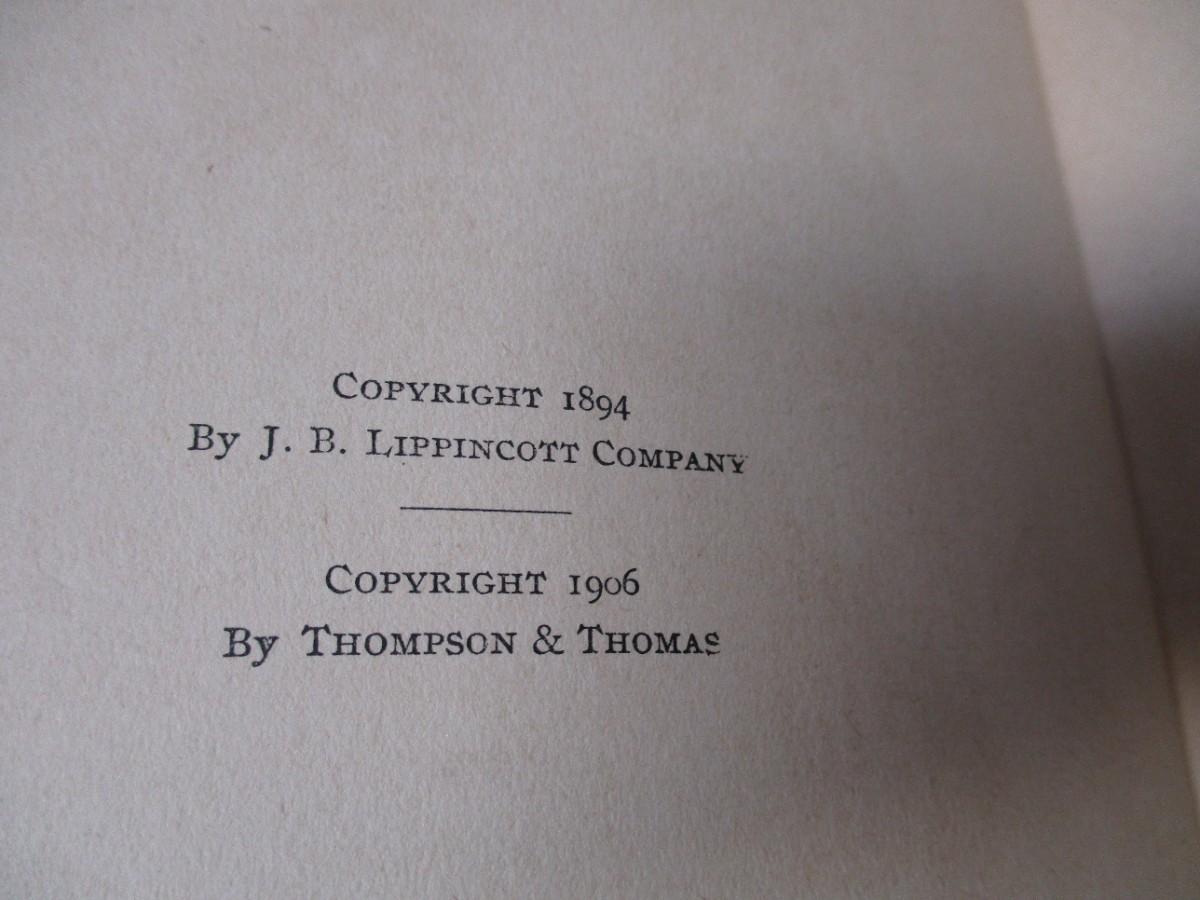 COPYRIGHT 1894
By J. B. LIPPINCOTT COMPANY
COPYRIGHT 1906
By THOMPSON & THOMAS